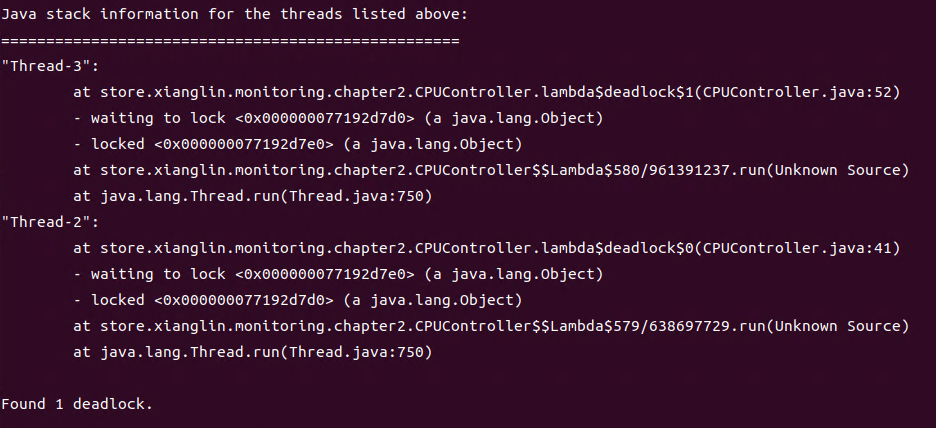 Java stack information for the threads listed above:
===================================================
"Thread-3":
        at store.xianglin.monitoring.chapter2.CPUController.lambda$deadlock$1(CPUController.java:52)
        - waiting to lock <0x000000077192d7d0> (a java.lang.Object)
        - locked <0x000000077192d7e0> (a java.lang.Object)
        at store.xianglin.monitoring.chapter2.CPUController$$Lambda$580/961391237.run(Unknown Source)
        at java.lang.Thread.run(Thread.java:750)
"Thread-2":
        at store.xianglin.monitoring.chapter2.CPUController.lambda$deadlock$0(CPUController.java:41)
        - waiting to lock <0x000000077192d7e0> (a java.lang.Object)
        - locked <0x000000077192d7d0> (a java.lang.Object)
        at store.xianglin.monitoring.chapter2.CPUController$$Lambda$579/638697729.run(Unknown Source)
        at java.lang.Thread.run(Thread.java:750)

Found 1 deadlock.